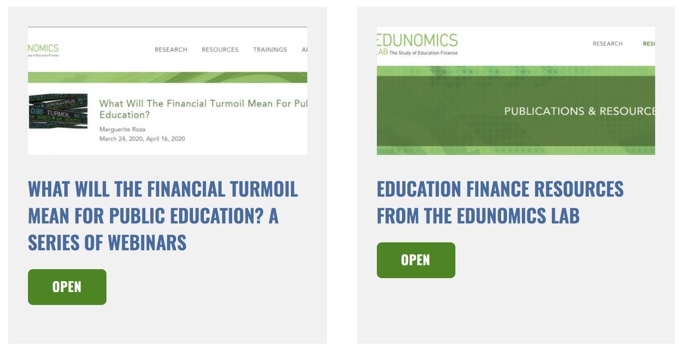 NOMICS
RESEARCH RESOURCES TRAININGS
What Will The Financial Turmoil Mean For Pul
Education?
TURMOIL
Marguerite Roza
March 24, 2020, April 16, 2020
WHAT WILL THE FINANCIAL TURMOIL
MEAN FOR PUBLIC EDUCATION? A
SERIES OF WEBINARS
OPEN
EDUNOMICS
LAB The Study of Education Finance
RESEARCH
PUBLICATIONS & RESOURCE
EDUCATION FINANCE RESOURCES
FROM THE EDUNOMICS LAB
OPEN